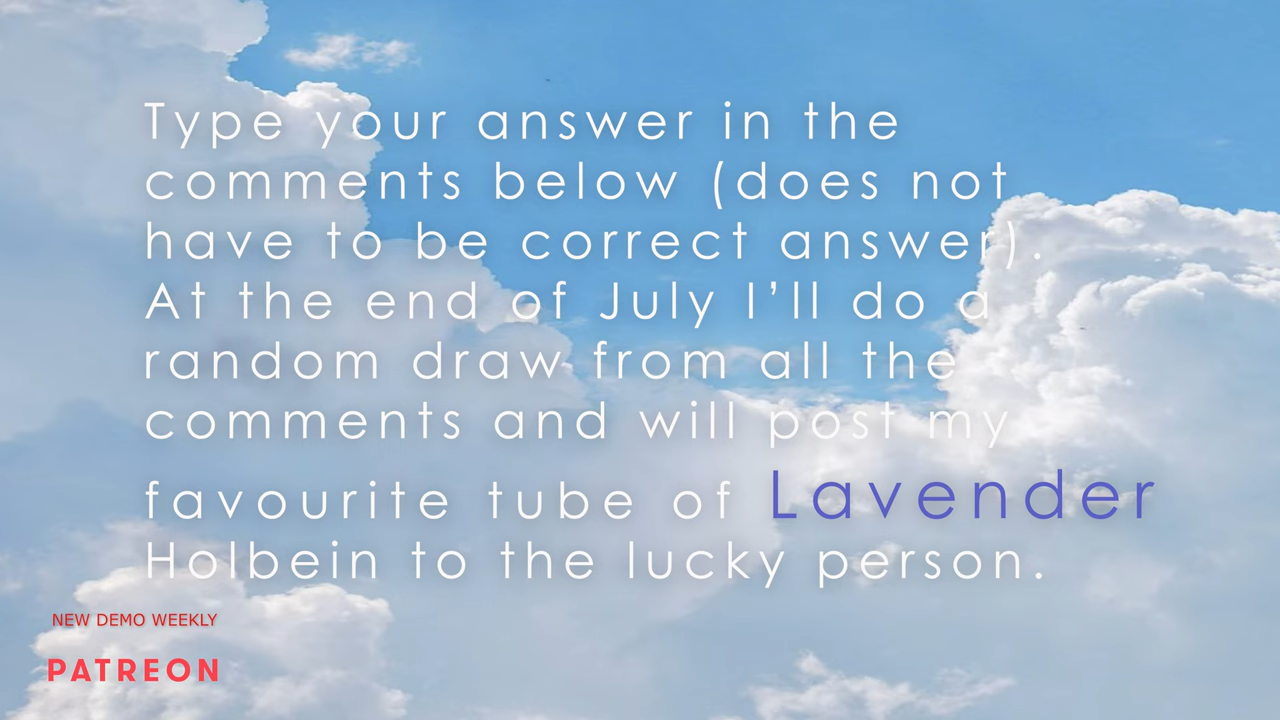 Type your answer in the
comments below (does not
have to be correct answer).
At the end of July I’ll do a
random draw from all the
comments and will post my
favourite tube of Lavender
Holbein to the lucky person.
NEW DEMO WEEKLY
PATREON